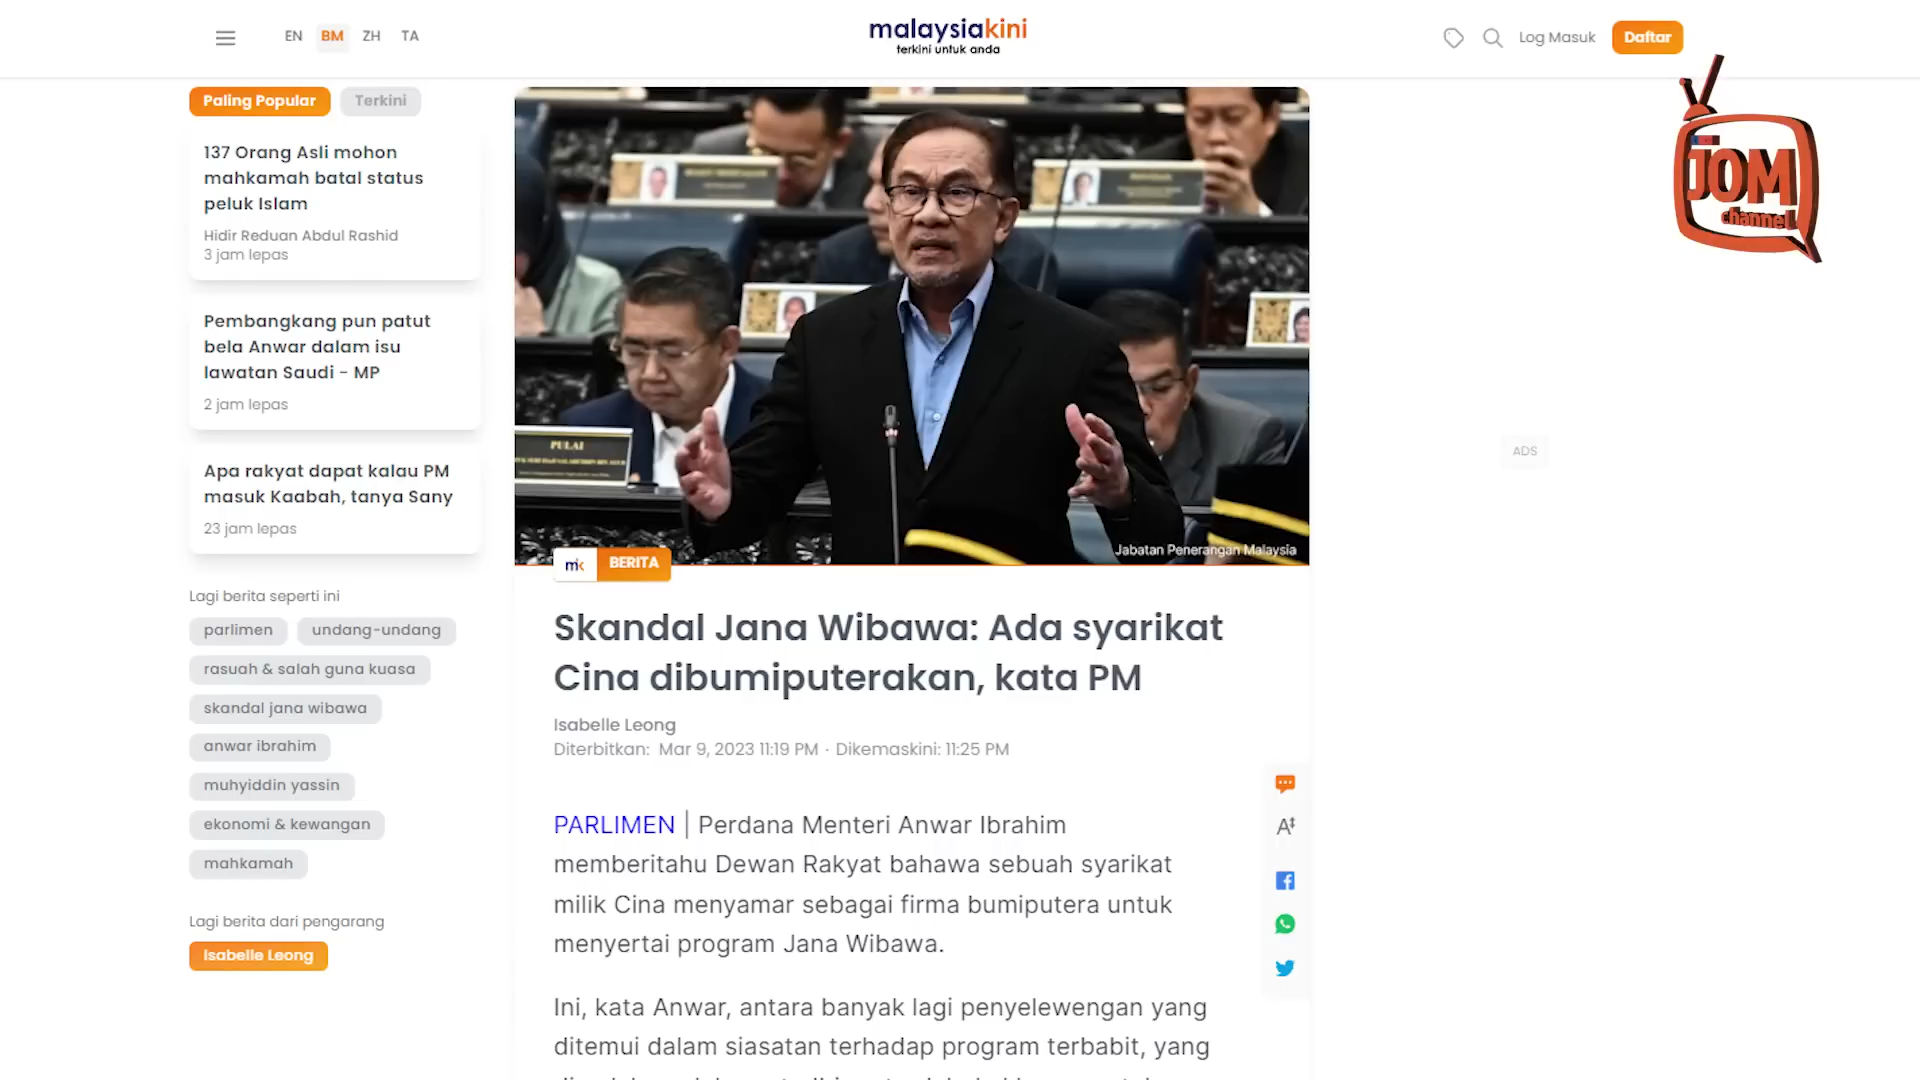 EN BM ZH TA
malaysiakini
terkini untuk anda
Log Masuk
Daftar
JOM
channel
Paling Popular
Terkini
137 Orang Asli mohon
mahkamah batal status
peluk Islam
Hidir Reduan Abdul Rashid
3 jam lepas
Pembangkang pun patut
bela Anwar dalam isu
lawatan Saudi - MP
2 jam lepas
Apa rakyat dapat kalau PM
masuk Kaabah, tanya Sany
23 jam lepas
Lagi berita seperti ini
parlimen
undang-undang
rasuah & salah guna kuasa
skandal jana wibawa
anwar ibrahim
muhyiddin yassin
ekonomi & kewangan
mahkamah
Lagi berita dari pengarang
Isabelle Leong
PULAI
Jabatan Penerangan Malaysia
mk
BERITA
Skandal Jana Wibawa: Ada syarikat
Cina dibumiputerakan, kata PM
Isabelle Leong
Diterbitkan: Mar 9, 2023 11:19 PM · Dikemaskini: 11:25 PM
PARLIMEN | Perdana Menteri Anwar Ibrahim
memberitahu Dewan Rakyat bahawa sebuah syarikat
milik Cina menyamar sebagai firma bumiputera untuk
menyertai program Jana Wibawa.
Ini, kata Anwar, antara banyak lagi penyelewengan yang
ditemui dalam siasatan terhadap program terbabit, yang
A
ADS